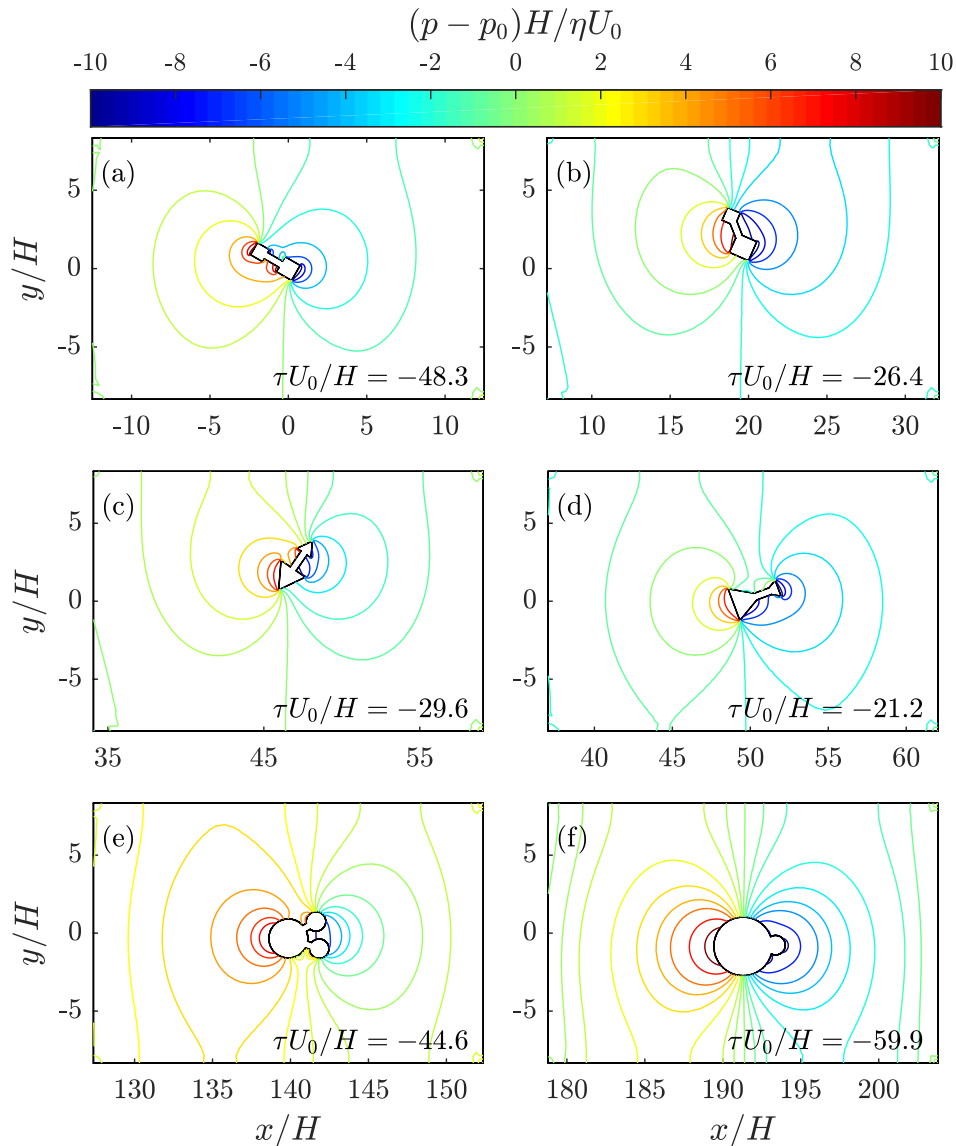 (p − p₀)H/ηU₀
-10 -8 -6 -4 -2 0 2 4 6 8 10
(a)
5
0
-5
y/H
τU₀/H = −48.3
-10 -5 0 5 10
(b)
5
0
-5
τU₀/H = −26.4
10 15 20 25 30
(c)
5
0
-5
y/H
τU₀/H = −29.6
35 45 55
(d)
5
0
-5
τU₀/H = −21.2
40 45 50 55 60
(e)
5
0
-5
y/H
τU₀/H = −44.6
130 135 140 145 150
x/H
(f)
5
0
-5
τU₀/H = −59.9
180 185 190 195 200
x/H